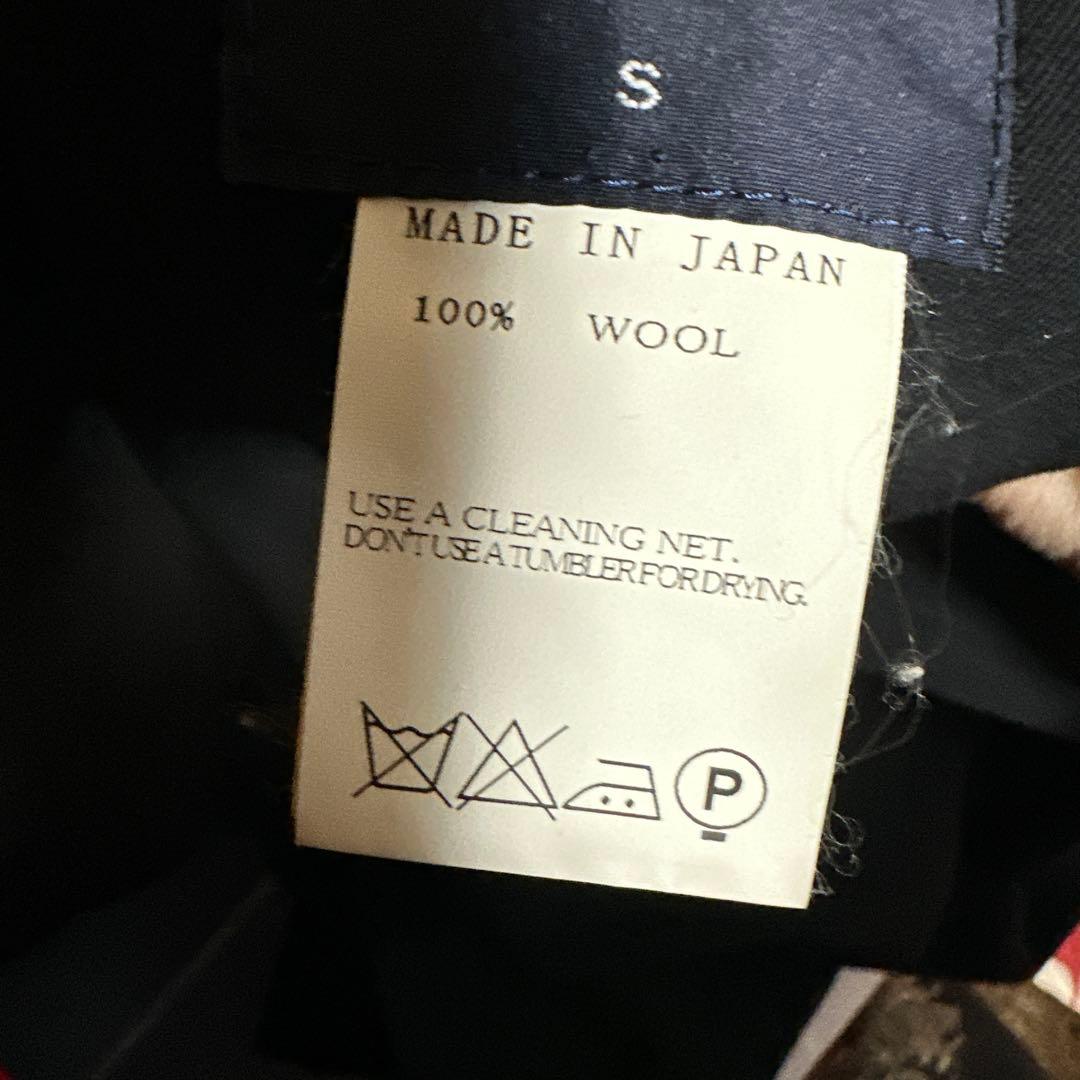 S
MADE IN JAPAN
100% WOOL
USE A CLEANING NET.
DON'T USE A TUMBLER FOR DRYING.
P